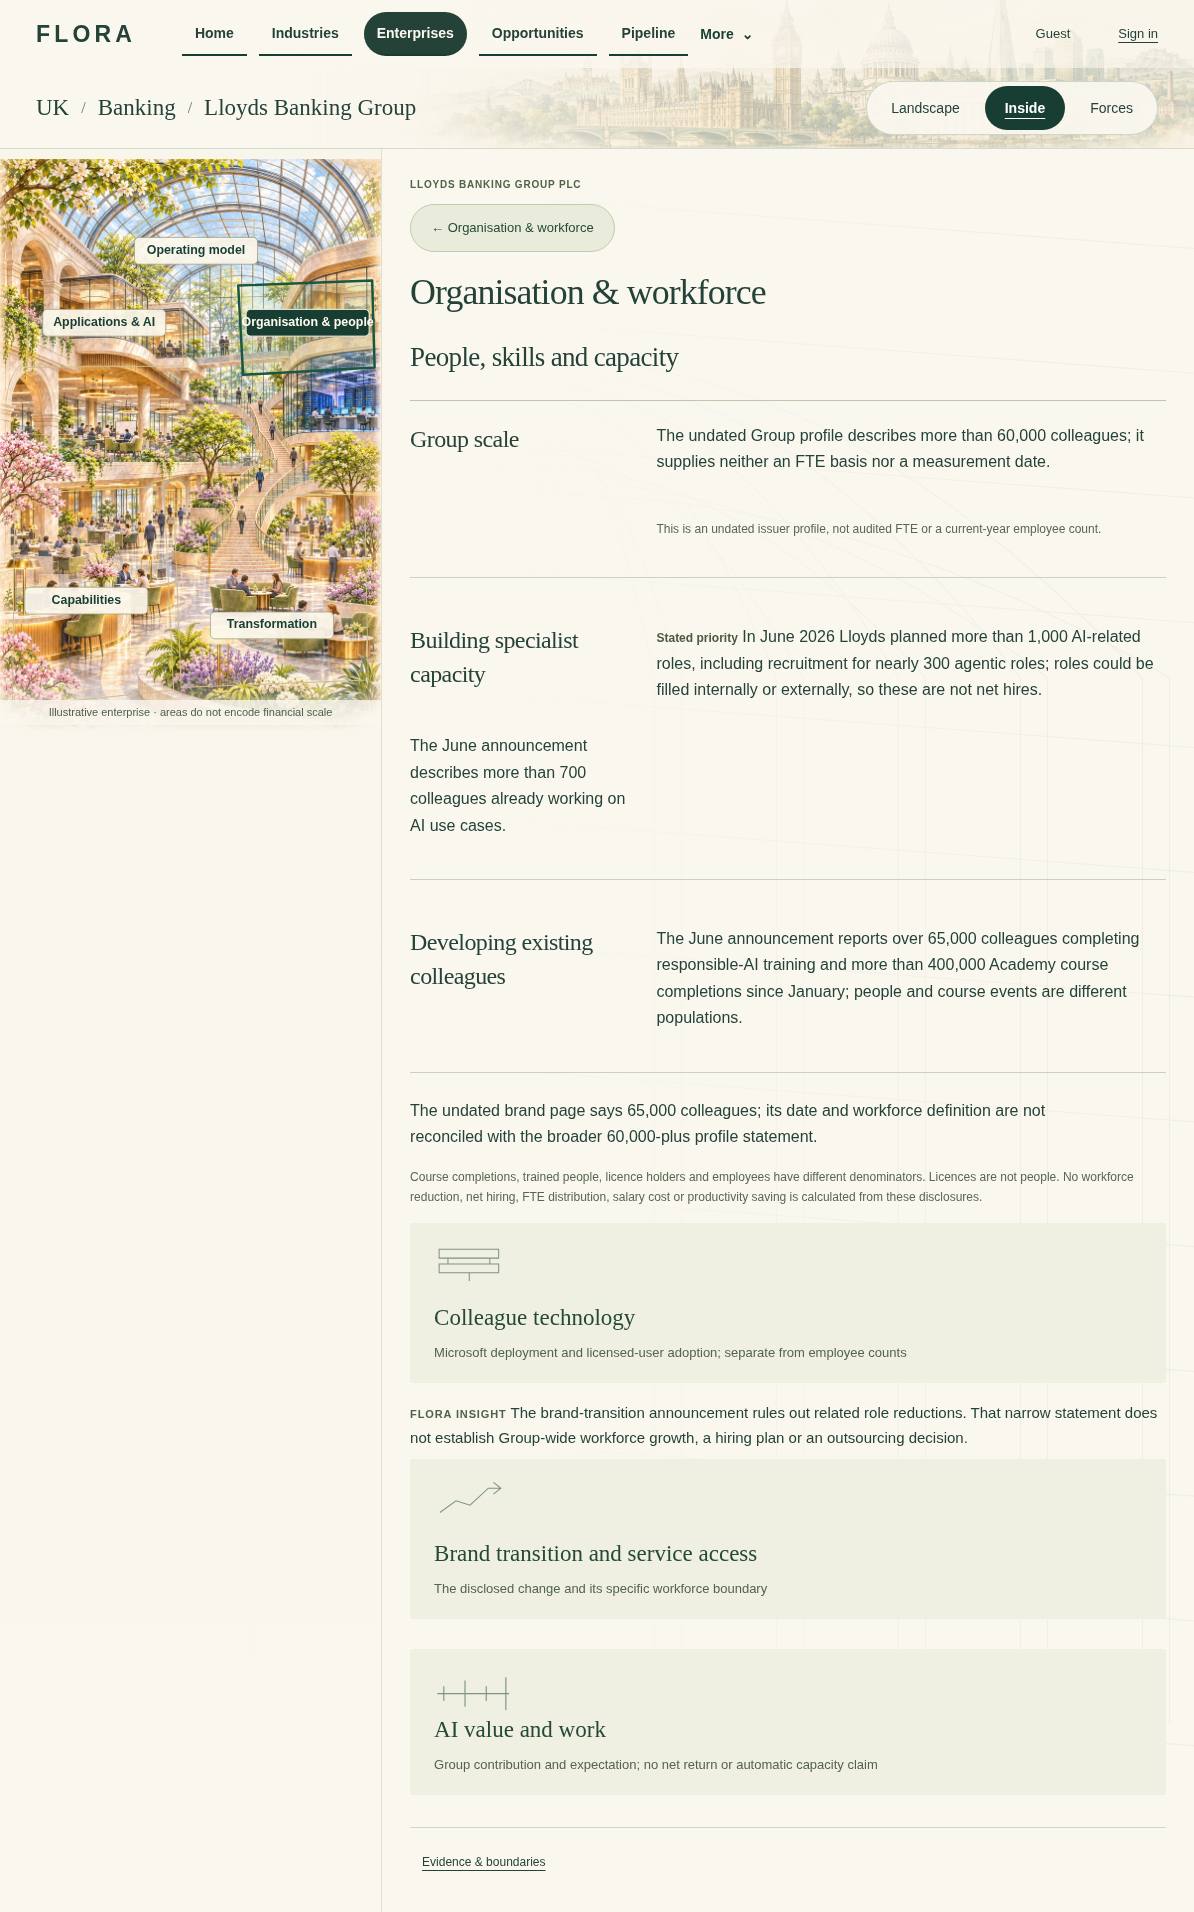 FLORA
Home
Industries
Enterprises
Opportunities
Pipeline
More
Guest
Sign in
UK / Banking / Lloyds Banking Group
Landscape
Inside
Forces
Operating model
Applications & AI
Organisation & people
Capabilities
Transformation
Illustrative enterprise · areas do not encode financial scale
LLOYDS BANKING GROUP PLC
← Organisation & workforce
Organisation & workforce
People, skills and capacity
Group scale
The undated Group profile describes more than 60,000 colleagues; it
supplies neither an FTE basis nor a measurement date.
This is an undated issuer profile, not audited FTE or a current-year employee count.
Building specialist
capacity
Stated priority In June 2026 Lloyds planned more than 1,000 AI-related
roles, including recruitment for nearly 300 agentic roles; roles could be
filled internally or externally, so these are not net hires.
The June announcement
describes more than 700
colleagues already working on
AI use cases.
Developing existing
colleagues
The June announcement reports over 65,000 colleagues completing
responsible-AI training and more than 400,000 Academy course
completions since January; people and course events are different
populations.
The undated brand page says 65,000 colleagues; its date and workforce definition are not
reconciled with the broader 60,000-plus profile statement.
Course completions, trained people, licence holders and employees have different denominators. Licences are not people. No workforce
reduction, net hiring, FTE distribution, salary cost or productivity saving is calculated from these disclosures.
Colleague technology
Microsoft deployment and licensed-user adoption; separate from employee counts
FLORA INSIGHT The brand-transition announcement rules out related role reductions. That narrow statement does
not establish Group-wide workforce growth, a hiring plan or an outsourcing decision.
Brand transition and service access
The disclosed change and its specific workforce boundary
AI value and work
Group contribution and expectation; no net return or automatic capacity claim
Evidence & boundaries